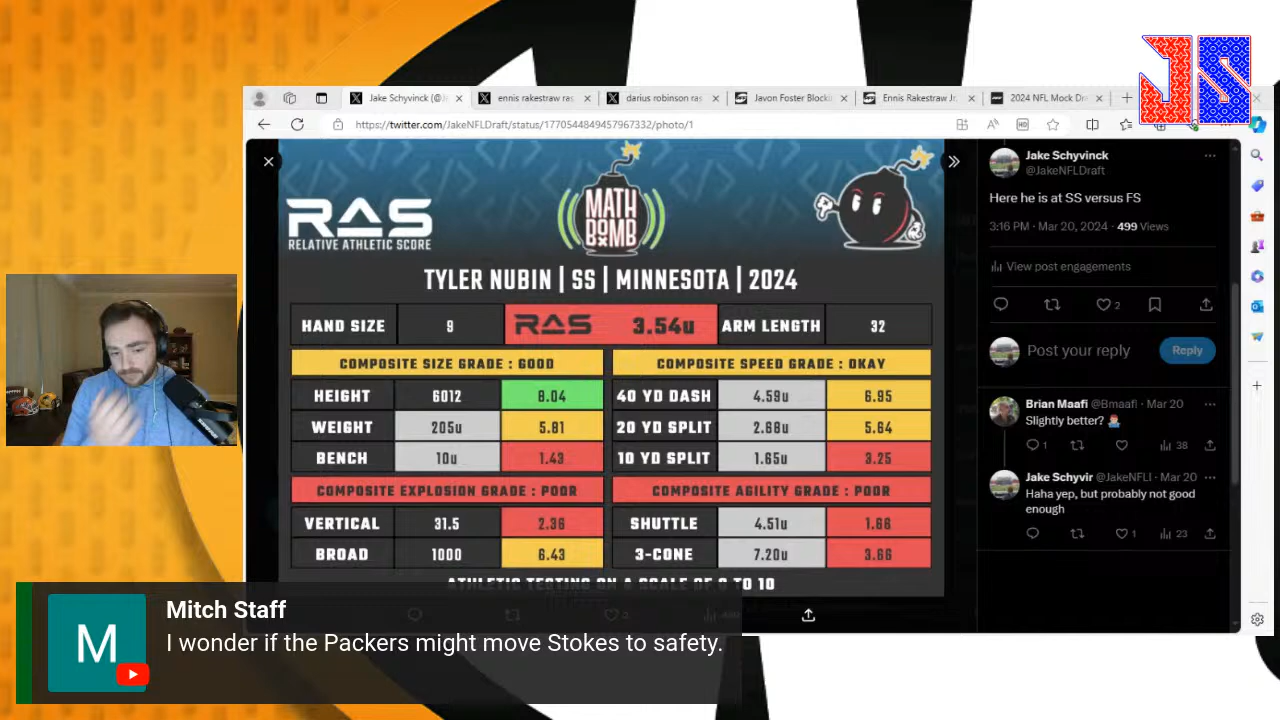 JS
Jake Schyvinck (@J
ennis rakestraw ras
darius robinson ras
Javon Foster Blocki
Ennis Rakestraw Jr.
2024 NFL Mock Dr
https://twitter.com/JakeNFLDraft/status/1770544849457967332/photo/1
RAS
RELATIVE ATHLETIC SCORE
MATH
BOMB
TYLER NUBIN | SS | MINNESOTA | 2024
HAND SIZE 9 RAS 3.54u ARM LENGTH 32
COMPOSITE SIZE GRADE : GOOD COMPOSITE SPEED GRADE : OKAY
HEIGHT 6012 8.04 40 YD DASH 4.59u 6.95
WEIGHT 205u 5.81 20 YD SPLIT 2.68u 5.64
BENCH 10u 1.43 10 YD SPLIT 1.65u 3.25
COMPOSITE EXPLOSION GRADE : POOR COMPOSITE AGILITY GRADE : POOR
VERTICAL 31.5 2.36 SHUTTLE 4.51u 1.66
BROAD 1000 6.43 3-CONE 7.20u 3.66
ATHLETIC TESTING ON A SCALE OF 0 TO 10
Jake Schyvinck
@JakeNFLDraft
Here he is at SS versus FS
3:16 PM · Mar 20, 2024 · 499 Views
View post engagements
2
Post your reply
Reply
Brian Maafi @Bmaafi · Mar 20
Slightly better?
1 38
Jake Schyvir @JakeNFLI · Mar 20
Haha yep, but probably not good
enough
1 23
M
Mitch Staff
I wonder if the Packers might move Stokes to safety.